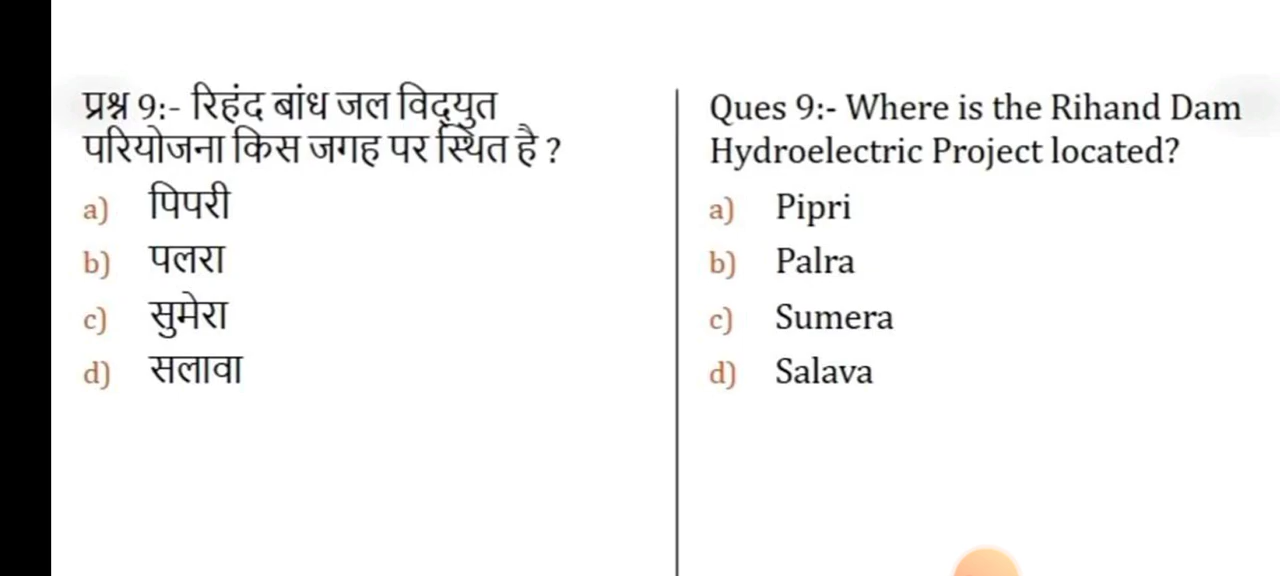 प्रश्न 9:- रिहंद बांध जल विद्युत
परियोजना किस जगह पर स्थित है ?
a) पिपरी
b) पलरा
c) सुमेरा
d) सलावा
Ques 9:- Where is the Rihand Dam
Hydroelectric Project located?
a) Pipri
b) Palra
c) Sumera
d) Salava